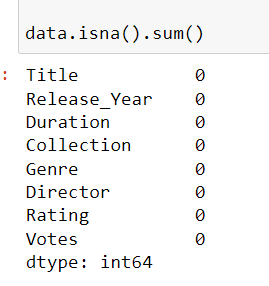 data.isna().sum()
: Title 0
Release_Year 0
Duration 0
Collection 0
Genre 0
Director 0
Rating 0
Votes 0
dtype: int64